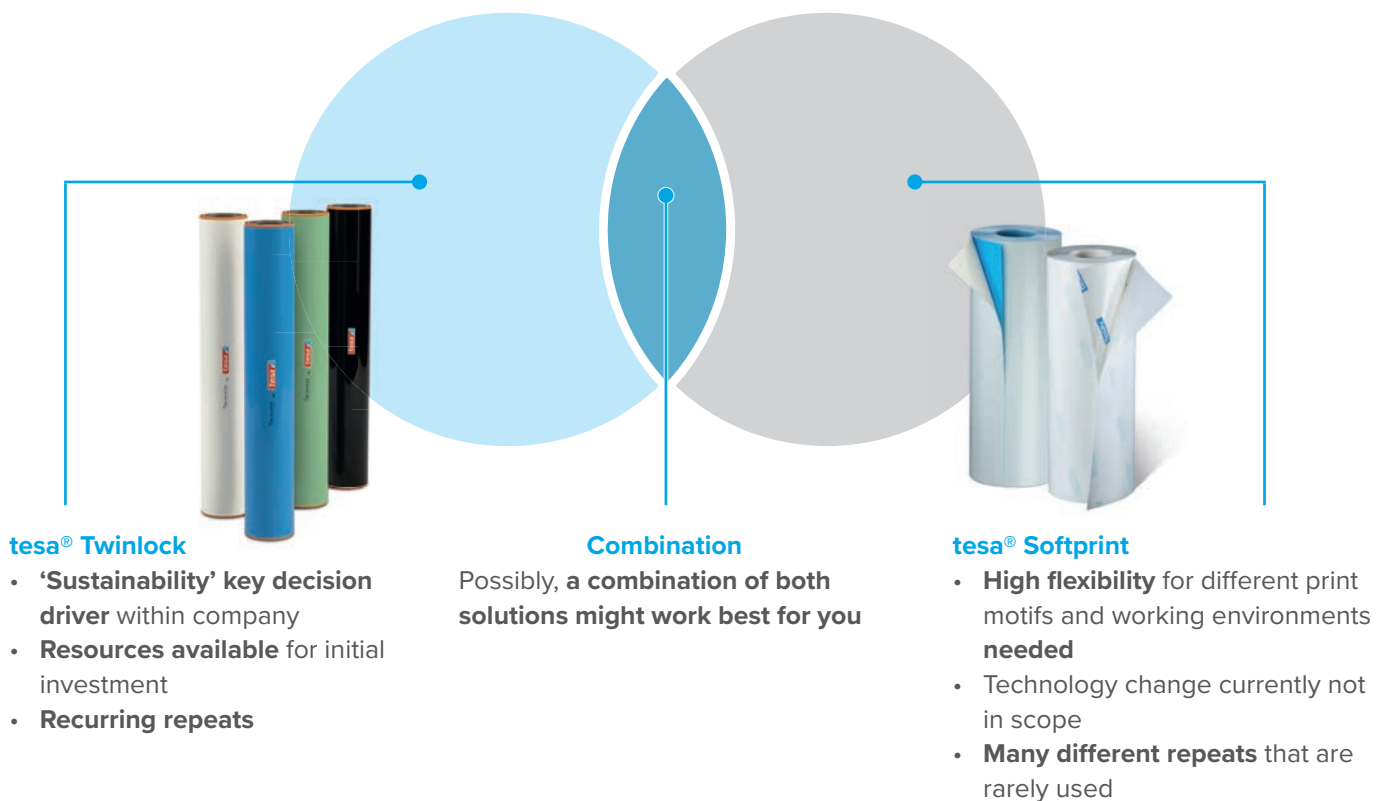 tesa® Twinlock
• ‘Sustainability’ key decision
driver within company
• Resources available for initial
investment
• Recurring repeats
Combination
Possibly, a combination of both
solutions might work best for you
tesa® Softprint
• High flexibility for different print
motifs and working environments
needed
• Technology change currently not
in scope
• Many different repeats that are
rarely used